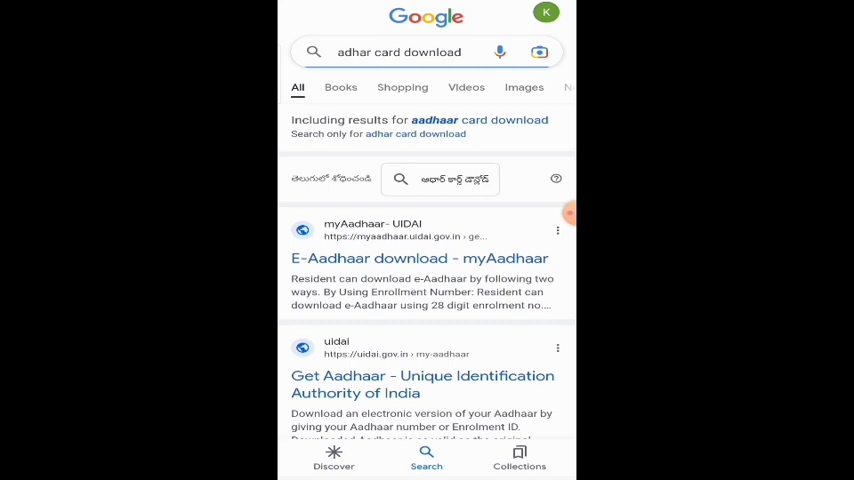 Google
K
adhar card download
All Books Shopping Videos Images N
Including results for aadhaar card download
Search only for adhar card download
తెలుగులో శోధించండి ఆధార్ కార్డ్ డౌన్లోడ్
myAadhaar- UIDAI
https://myaadhaar.uidai.gov.in › ge...
E-Aadhaar download - myAadhaar
Resident can download e-Aadhaar by following two
ways. By Using Enrollment Number: Resident can
download e-Aadhaar using 28 digit enrolment no....
uidai
https://uidai.gov.in › my-aadhaar
Get Aadhaar - Unique Identification
Authority of India
Download an electronic version of your Aadhaar by
giving your Aadhaar number or Enrolment ID.
Discover Search Collections